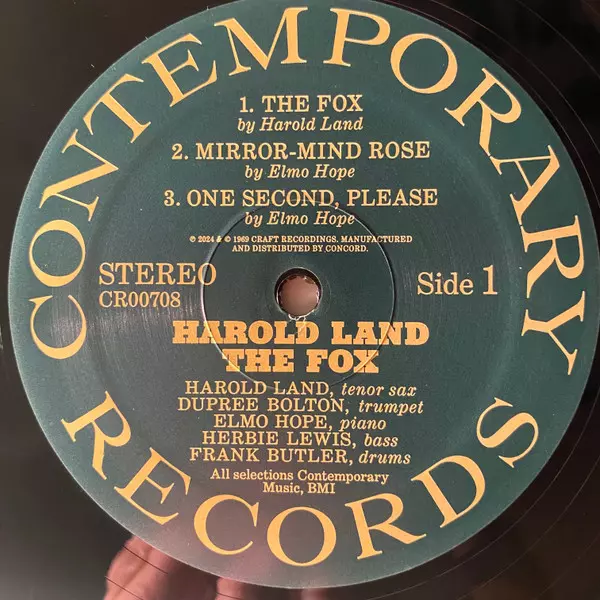 CONTEMPORARY
1. THE FOX
by Harold Land
2. MIRROR-MIND ROSE
by Elmo Hope
3. ONE SECOND, PLEASE
by Elmo Hope
℗ 2024 & © 1969 CRAFT RECORDINGS. MANUFACTURED
AND DISTRIBUTED BY CONCORD.
STEREO
CR00708
Side 1
HAROLD LAND
THE FOX
HAROLD LAND, tenor sax
DUPREE BOLTON, trumpet
ELMO HOPE, piano
HERBIE LEWIS, bass
FRANK BUTLER, drums
All selections Contemporary
Music, BMI
RECORDS